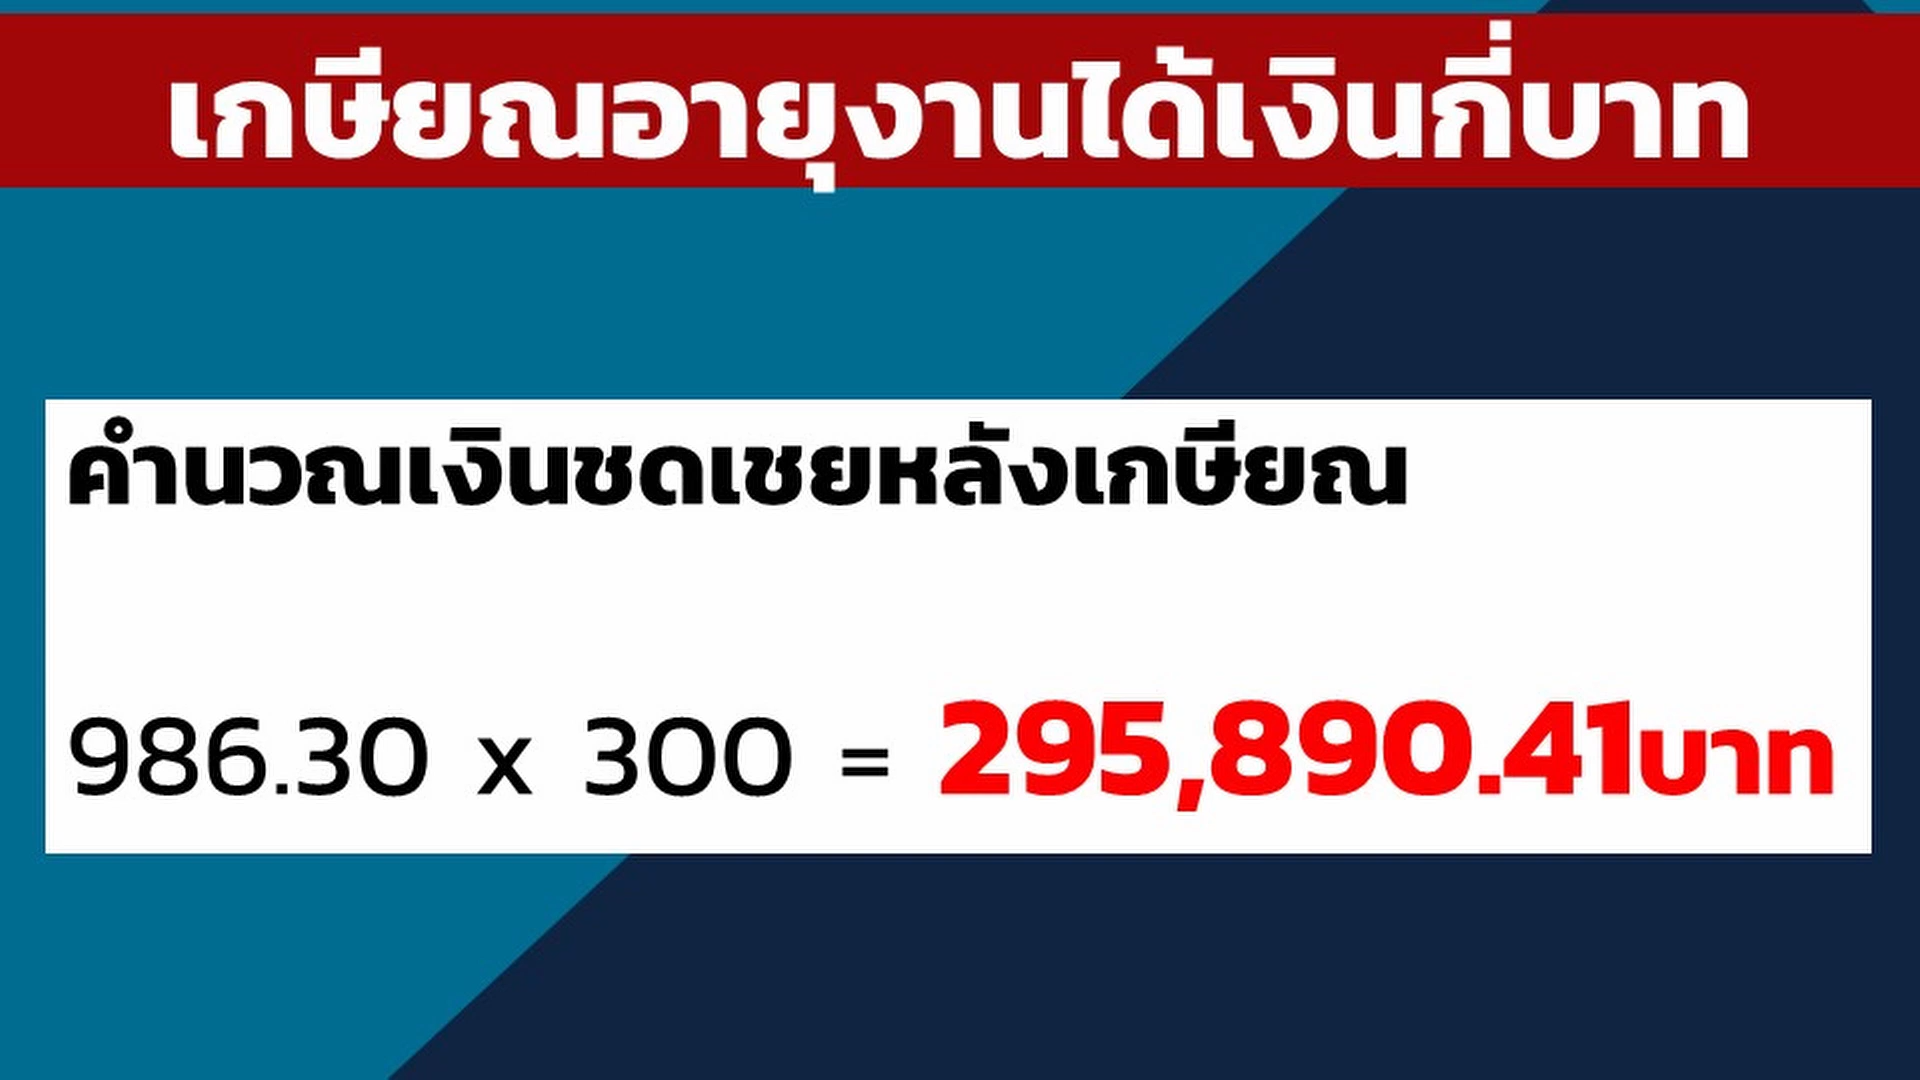 เกษียณอายุงานได้เงินกี่บาท
คำนวณเงินชดเชยหลังเกษียณ
986.30 x 300 = 295,890.41บาท